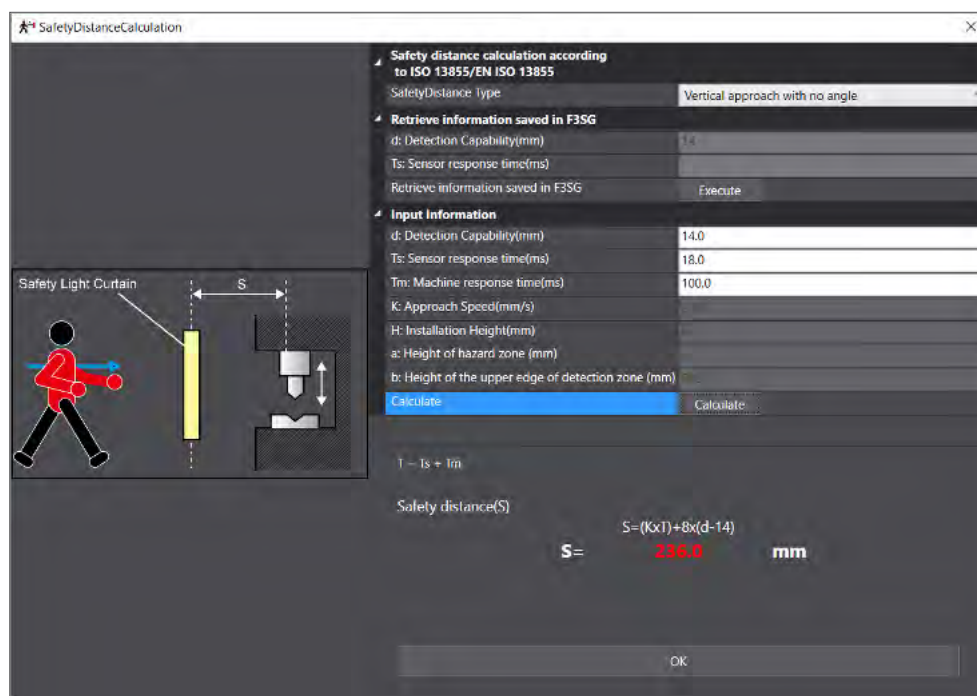 SafetyDistanceCalculation
Safety distance calculation according
to ISO 13855/EN ISO 13855
SafetyDistance Type
Vertical approach with no angle
Retrieve information saved in F3SG
d: Detection Capability(mm)
14
Ts: Sensor response time(ms)
Retrieve information saved in F3SG
Execute
Input Information
d: Detection Capability(mm)
14.0
Ts: Sensor response time(ms)
18.0
Tm: Machine response time(ms)
100.0
K: Approach Speed(mm/s)
H: Installation Height(mm)
a: Height of hazard zone (mm)
b: Height of the upper edge of detection zone (mm)
Calculate
Calculate
Safety Light Curtain
S
T = Ts + Tm
Safety distance(S)
S=(KxT)+8x(d-14)
S= 236.0 mm
OK